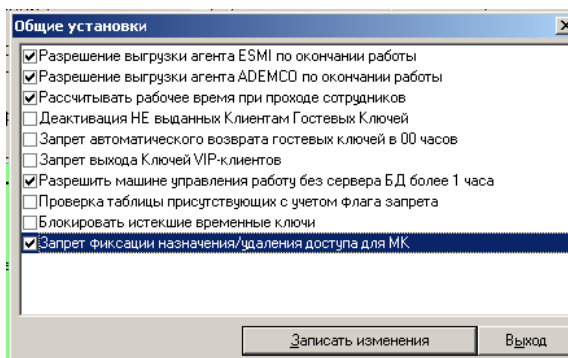 Общие установки
Разрешение выгрузки агента ESMI по окончании работы
Разрешение выгрузки агента ADEMCO по окончании работы
Рассчитывать рабочее время при проходе сотрудников
Деактивация НЕ выданных Клиентам Гостевых Ключей
Запрет автоматического возврата гостевых ключей в 00 часов
Запрет выхода Ключей VIP-клиентов
Разрешить машине управления работу без сервера БД более 1 часа
Проверка таблицы присутствующих с учетом флага запрета
Блокировать истекшие временные ключи
Запрет фиксации назначения/удаления доступа для МК
Записать изменения Выход